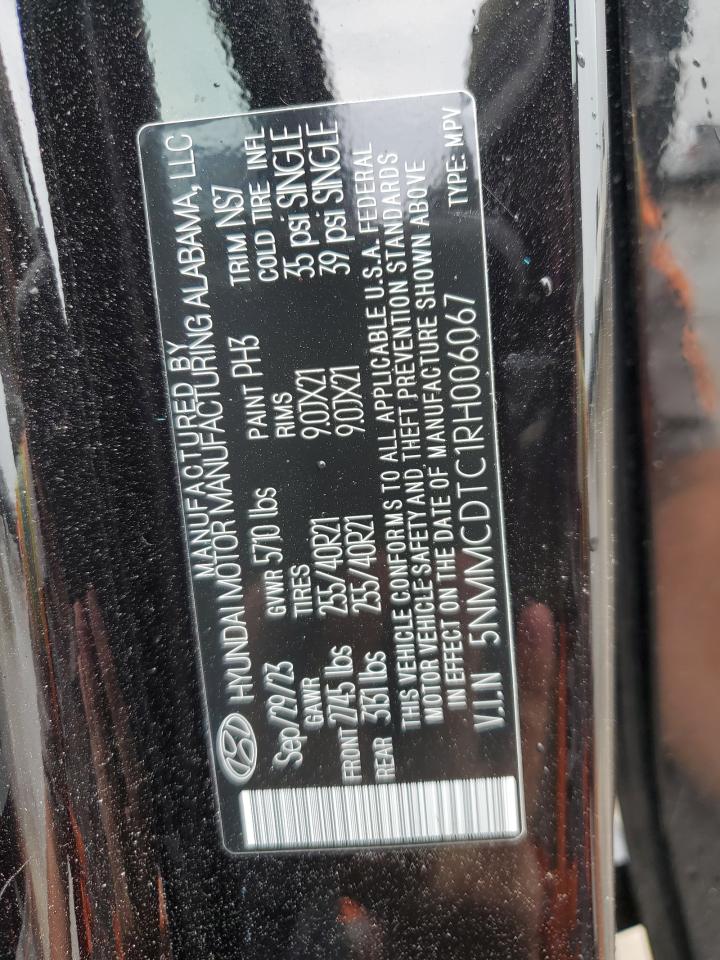 MANUFACTURED BY
HYUNDAI MOTOR MANUFACTURING ALABAMA, LLC
Sep/29/23 GVWR 5710 lbs PAINT PH3 TRIM NS7
GAWR TIRES RIMS COLD TIRE INFL
FRONT 2745 lbs 255/40R21 9.0JX21 35 psi SINGLE
REAR 3131 lbs 255/40R21 9.0JX21 39 psi SINGLE
THIS VEHICLE CONFORMS TO ALL APPLICABLE U.S.A. FEDERAL
MOTOR VEHICLE SAFETY AND THEFT PREVENTION STANDARDS
IN EFFECT ON THE DATE OF MANUFACTURE SHOWN ABOVE
V.I.N 5NMMCDTC1RH006067 TYPE: MPV